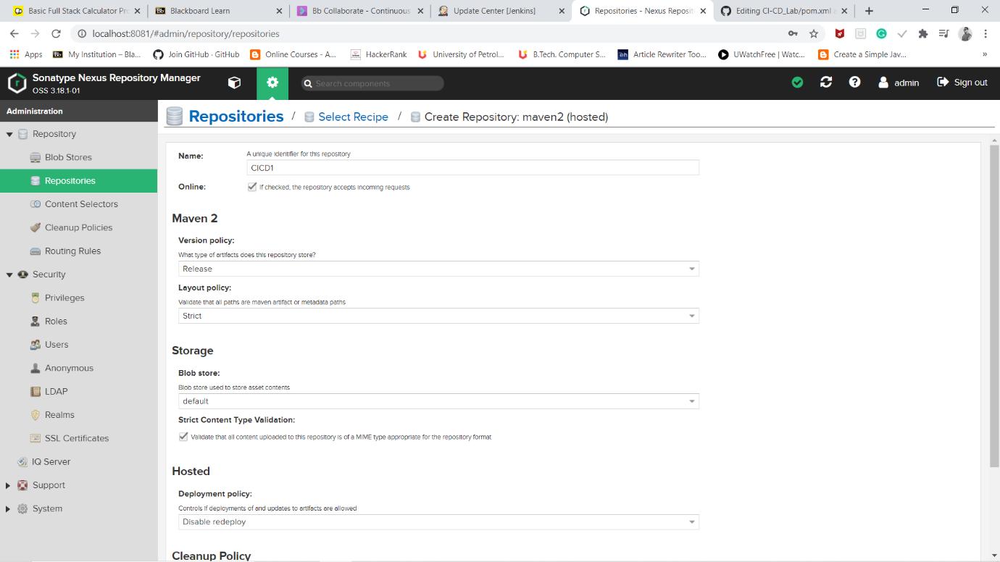 Basic Full Stack Calculator Pro
Blackboard Learn
Bb Collaborate - Continuous
Update Center [Jenkins]
Repositories - Nexus Reposit
Editing CI-CD_Lab/pom.xml a
localhost:8081/#admin/repository/repositories
Apps
My Institution – Bla...
Join GitHub · GitHub
Online Courses - A...
HackerRank
University of Petrol...
B.Tech. Computer S...
Article Rewriter Too...
UWatchFree | Watc...
Create a Simple Jav...
»
Sonatype Nexus Repository Manager
OSS 3.18.1-01
Search components
admin
Sign out
Administration
Repository
Blob Stores
Repositories
Content Selectors
Cleanup Policies
Routing Rules
Security
Privileges
Roles
Users
Anonymous
LDAP
Realms
SSL Certificates
IQ Server
Support
System
Repositories / Select Recipe / Create Repository: maven2 (hosted)
Name:
A unique identifier for this repository
CICD1
Online:
If checked, the repository accepts incoming requests
Maven 2
Version policy:
What type of artifacts does this repository store?
Release
Layout policy:
Validate that all paths are maven artifact or metadata paths
Strict
Storage
Blob store:
Blob store used to store asset contents
default
Strict Content Type Validation:
Validate that all content uploaded to this repository is of a MIME type appropriate for the repository format
Hosted
Deployment policy:
Controls if deployments of and updates to artifacts are allowed
Disable redeploy
Cleanup Policy